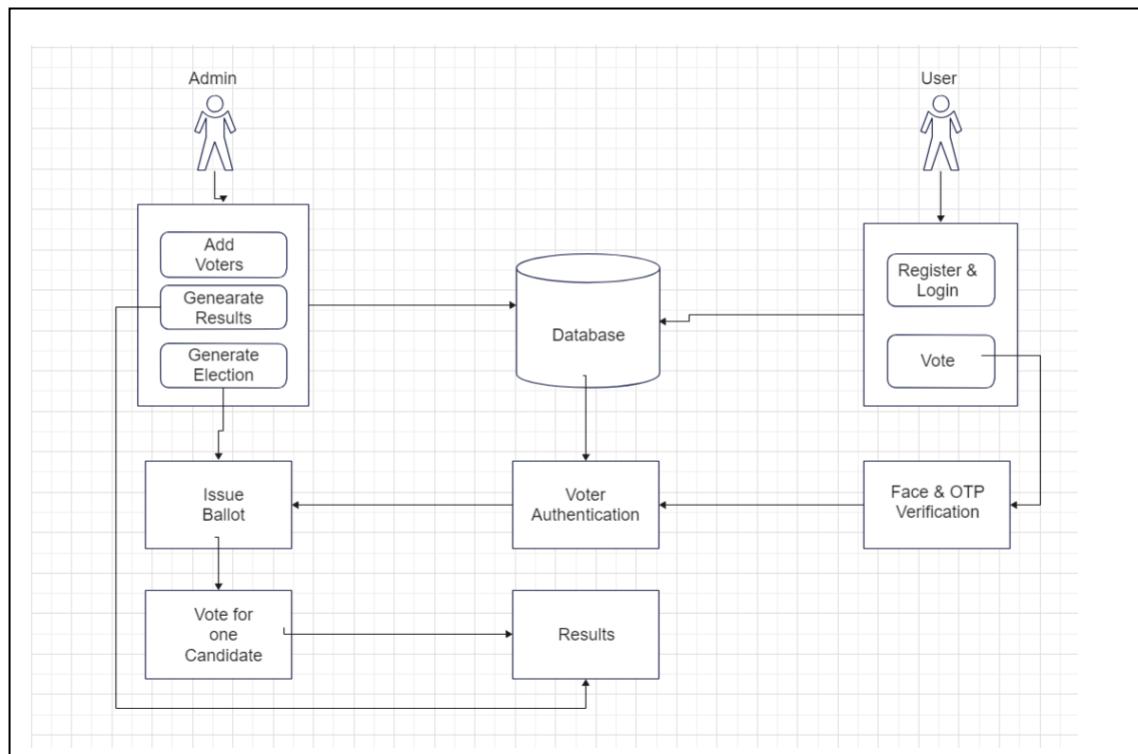 Admin
User
Add
Voters
Genearate
Results
Generate
Election
Database
Register &
Login
Vote
Issue
Ballot
Voter
Authentication
Face & OTP
Verification
Vote for
one
Candidate
Results